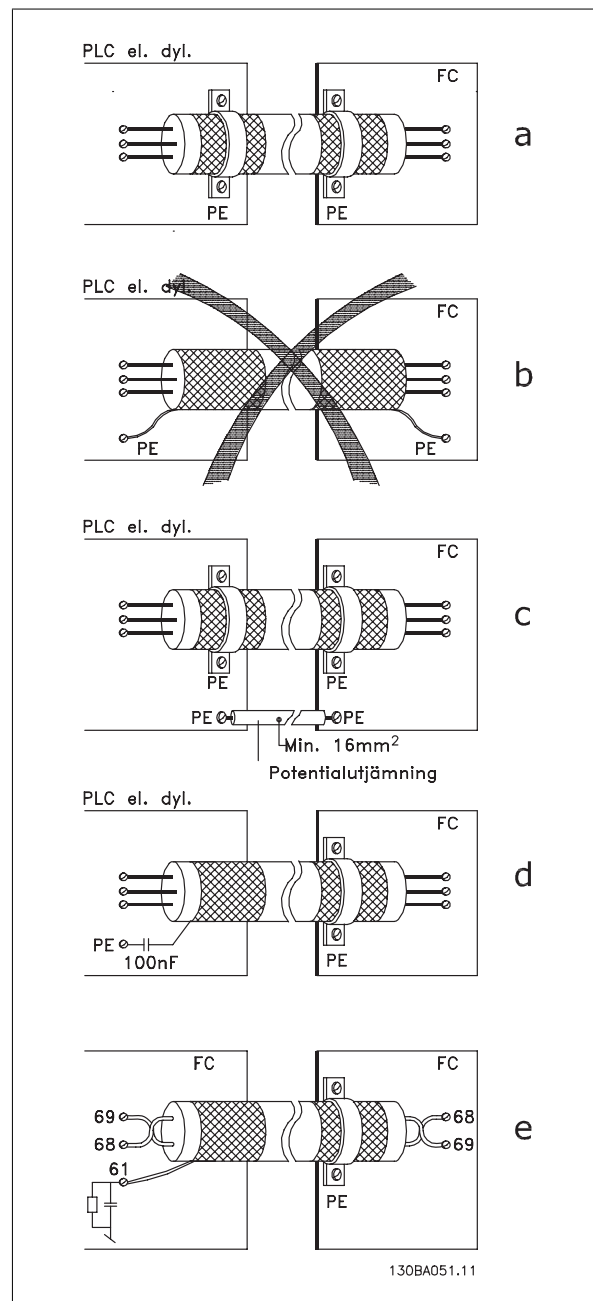 PLC el. dyl.
FC
a
PE
PE
PLC el. dyl.
FC
b
PE
PE
PLC el. dyl.
FC
c
PE
PE
PE
PE
Min. 16mm²
Potentialutjämning
PLC el. dyl.
FC
d
PE
100nF
PE
FC
FC
69
68
68
69
e
61
PE
130BA051.11